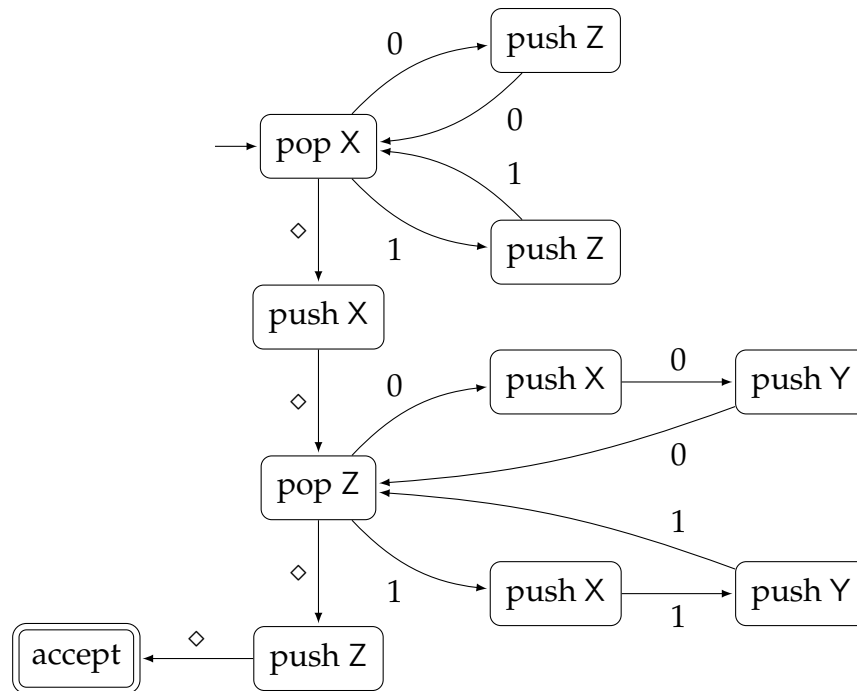 0 push Z
pop X 0
1
⋄ 1 push Z
push X
⋄ 0 push X 0 push Y
pop Z 0
1
⋄ 1 push X 1 push Y
accept ⋄ push Z